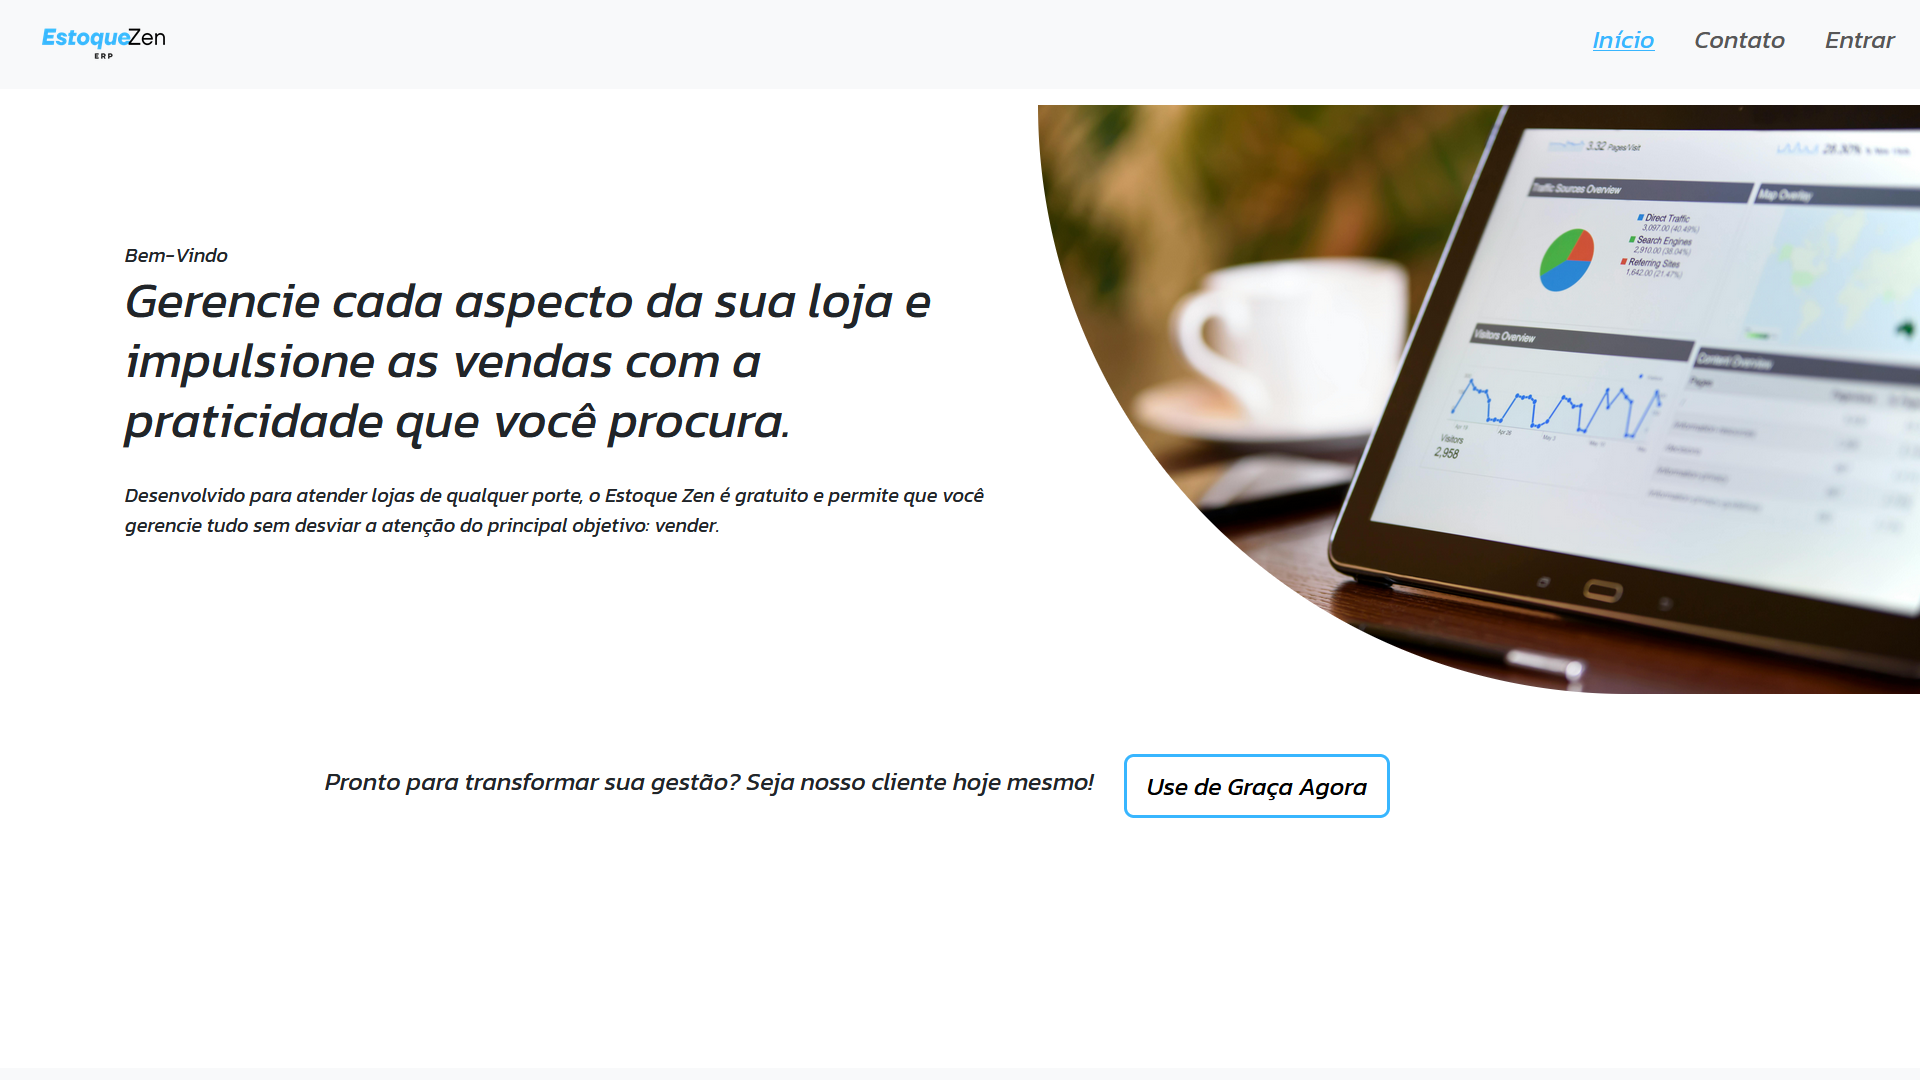 EstoqueZen
ERP
Início
Contato
Entrar
Bem-Vindo
Gerencie cada aspecto da sua loja e
impulsione as vendas com a
praticidade que você procura.
Desenvolvido para atender lojas de qualquer porte, o Estoque Zen é gratuito e permite que você
gerencie tudo sem desviar a atenção do principal objetivo: vender.
3.32 Pages/Visit
Traffic Sources Overview
Map Overlay
Direct Traffic
3,097.00 (40.49%)
Search Engines
2,910.00 (38.04%)
Referring Sites
1,642.00 (21.47%)
Visitors Overview
Content Overview
Pages
Visitors
2,958
Pronto para transformar sua gestão? Seja nosso cliente hoje mesmo!
Use de Graça Agora